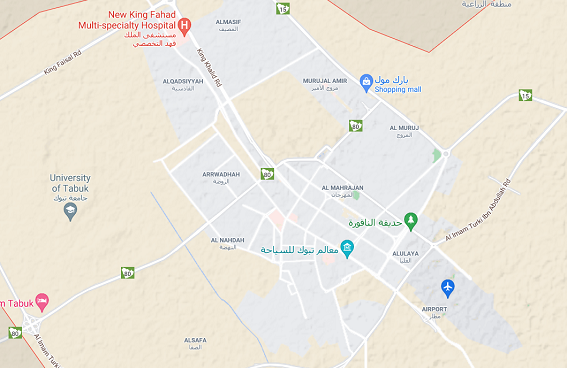 منطقة الزراعية
15
New King Fahad
Multi-specialty Hospital
مستشفى الملك
فهد التخصصي
ALMASIF
المصيف
King Faisal Rd
King Khalid Rd
ALQADSIYYAH
القادسية
MURUJAL AMIR
مروج الأمير
بارك مول
Shopping mall
15
80
AL MURUJ
المروج
ARRWADHAH
الروضة
80
University
of Tabuk
جامعة تبوك
AL MAHRAJAN
المهرجان
حديقة النافورة
Al Imam Turki Ibn Abdullah Rd
AL NAHDAH
النهضة
معالم تبوك للسياحة
ALULAYA
العليا
80
AIRPORT
مطار
m Tabuk
80
Al Imam Turki
ALSAFA
الصفا